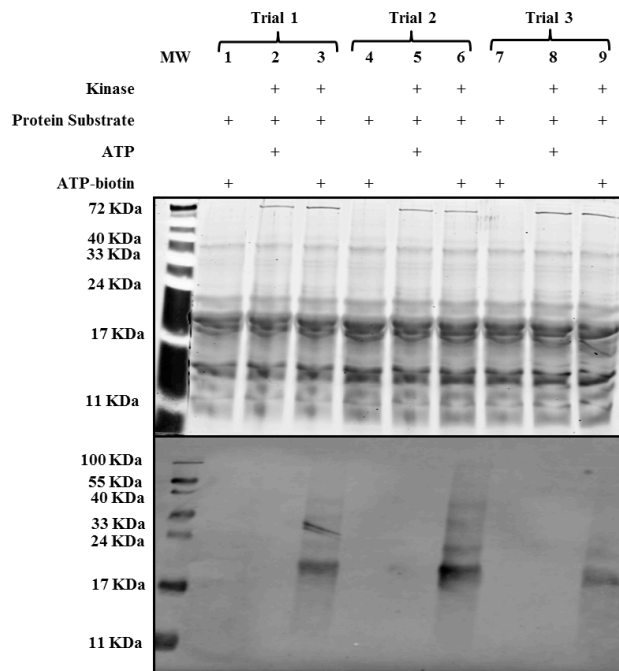 Trial 1 Trial 2 Trial 3
MW 1 2 3 4 5 6 7 8 9
Kinase + + + + + +
Protein Substrate + + + + + + + + +
ATP + + +
ATP-biotin + + + + + +
72 KDa
40 KDa
33 KDa
24 KDa
17 KDa
11 KDa
100 KDa
55 KDa
40 KDa
33 KDa
24 KDa
17 KDa
11 KDa